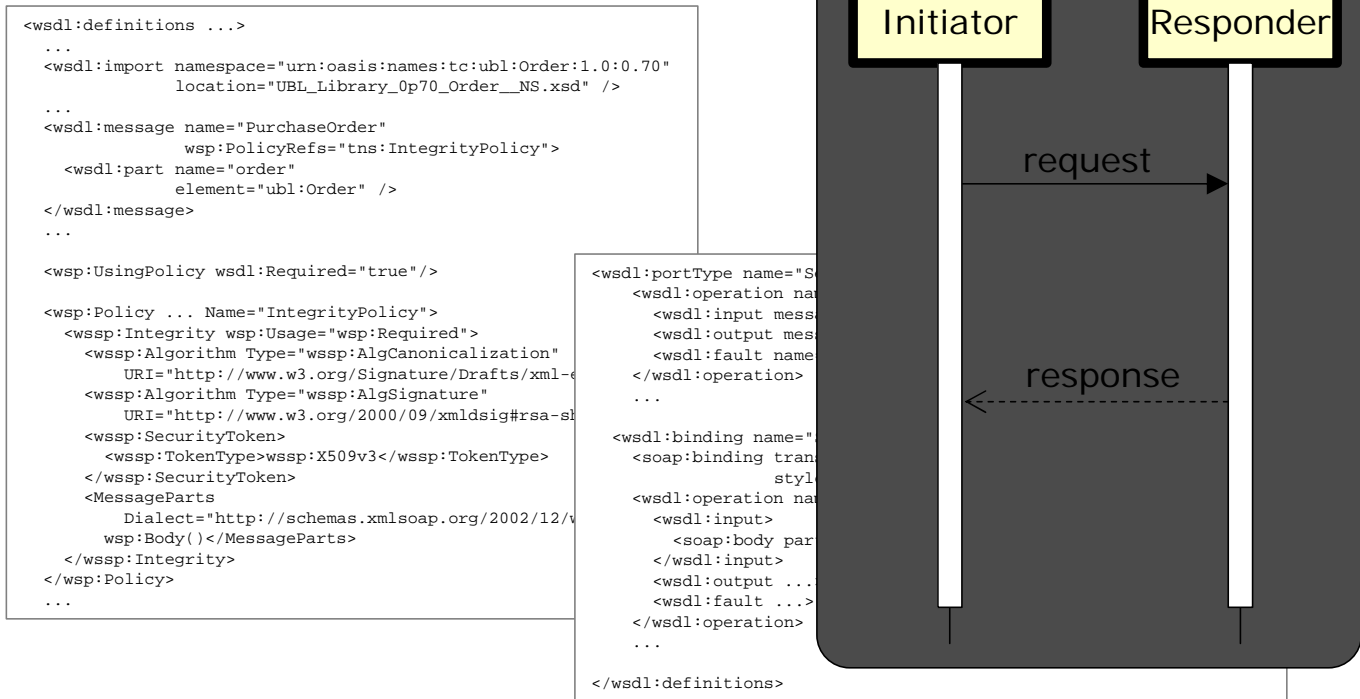 <wsdl:definitions ...>
...
<wsdl:import namespace="urn:oasis:names:tc:ubl:Order:1.0:0.70"
location="UBL_Library_0p70_Order__NS.xsd" />
...
<wsdl:message name="PurchaseOrder"
wsp:PolicyRefs="tns:IntegrityPolicy">
<wsdl:part name="order"
element="ubl:Order" />
</wsdl:message>
...
<wsp:UsingPolicy wsdl:Required="true"/>
<wsp:Policy ... Name="IntegrityPolicy">
<wssp:Integrity wsp:Usage="wsp:Required">
<wssp:Algorithm Type="wssp:AlgCanonicalization"
URI="http://www.w3.org/Signature/Drafts/xml-
<wssp:Algorithm Type="wssp:AlgSignature"
URI="http://www.w3.org/2000/09/xmldsig#rsa-
<wssp:SecurityToken>
<wssp:TokenType>wssp:X509v3</wssp:TokenType>
</wssp:SecurityToken>
<MessageParts
Dialect="http://schemas.xmlsoap.org/2002/12/
wsp:Body()</MessageParts>
</wssp:Integrity>
</wsp:Policy>
...
<wsdl:portType name="S
<wsdl:operation na
<wsdl:input mess
<wsdl:output mes
<wsdl:fault name
</wsdl:operation>
...
<wsdl:binding name="
<soap:binding tran
styl
<wsdl:operation na
<wsdl:input>
<soap:body par
</wsdl:input>
<wsdl:output ...
<wsdl:fault ...>
</wsdl:operation>
...
</wsdl:definitions>
Initiator
Responder
request
response